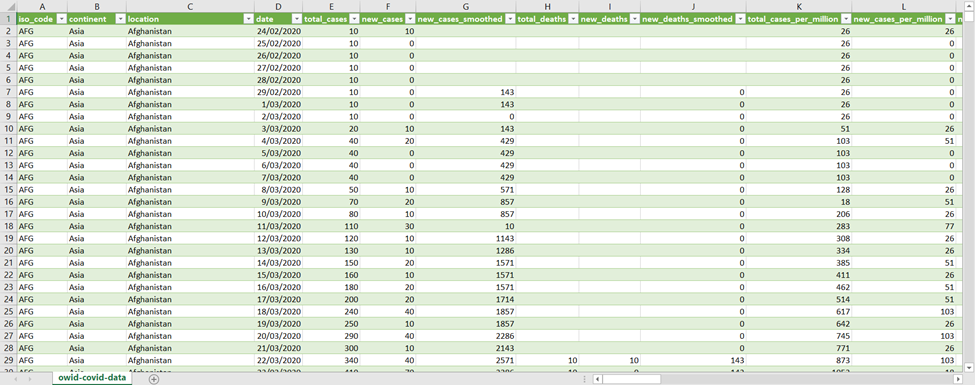 A B C D E F G H I J K L
1 iso_code continent location date total_cases new_cases new_cases_smoothed total_deaths new_deaths new_deaths_smoothed total_cases_per_million new_cases_per_million
2 AFG Asia Afghanistan 24/02/2020 10 10 26 26
3 AFG Asia Afghanistan 25/02/2020 10 0 26 0
4 AFG Asia Afghanistan 26/02/2020 10 0 26 0
5 AFG Asia Afghanistan 27/02/2020 10 0 26 0
6 AFG Asia Afghanistan 28/02/2020 10 0 26 0
7 AFG Asia Afghanistan 29/02/2020 10 0 143 0 26 0
8 AFG Asia Afghanistan 1/03/2020 10 0 143 0 26 0
9 AFG Asia Afghanistan 2/03/2020 10 0 0 0 26 0
10 AFG Asia Afghanistan 3/03/2020 20 10 143 0 51 26
11 AFG Asia Afghanistan 4/03/2020 40 20 429 0 103 51
12 AFG Asia Afghanistan 5/03/2020 40 0 429 0 103 0
13 AFG Asia Afghanistan 6/03/2020 40 0 429 0 103 0
14 AFG Asia Afghanistan 7/03/2020 40 0 429 0 103 0
15 AFG Asia Afghanistan 8/03/2020 50 10 571 0 128 26
16 AFG Asia Afghanistan 9/03/2020 70 20 857 0 18 51
17 AFG Asia Afghanistan 10/03/2020 80 10 857 0 206 26
18 AFG Asia Afghanistan 11/03/2020 110 30 10 0 283 77
19 AFG Asia Afghanistan 12/03/2020 120 10 1143 0 308 26
20 AFG Asia Afghanistan 13/03/2020 130 10 1286 0 334 26
21 AFG Asia Afghanistan 14/03/2020 150 20 1571 0 385 51
22 AFG Asia Afghanistan 15/03/2020 160 10 1571 0 411 26
23 AFG Asia Afghanistan 16/03/2020 180 20 1571 0 462 51
24 AFG Asia Afghanistan 17/03/2020 200 20 1714 0 514 51
25 AFG Asia Afghanistan 18/03/2020 240 40 1857 0 617 103
26 AFG Asia Afghanistan 19/03/2020 250 10 1857 0 642 26
27 AFG Asia Afghanistan 20/03/2020 290 40 2286 0 745 103
28 AFG Asia Afghanistan 21/03/2020 300 10 2143 0 771 26
29 AFG Asia Afghanistan 22/03/2020 340 40 2571 10 10 143 873 103
owid-covid-data